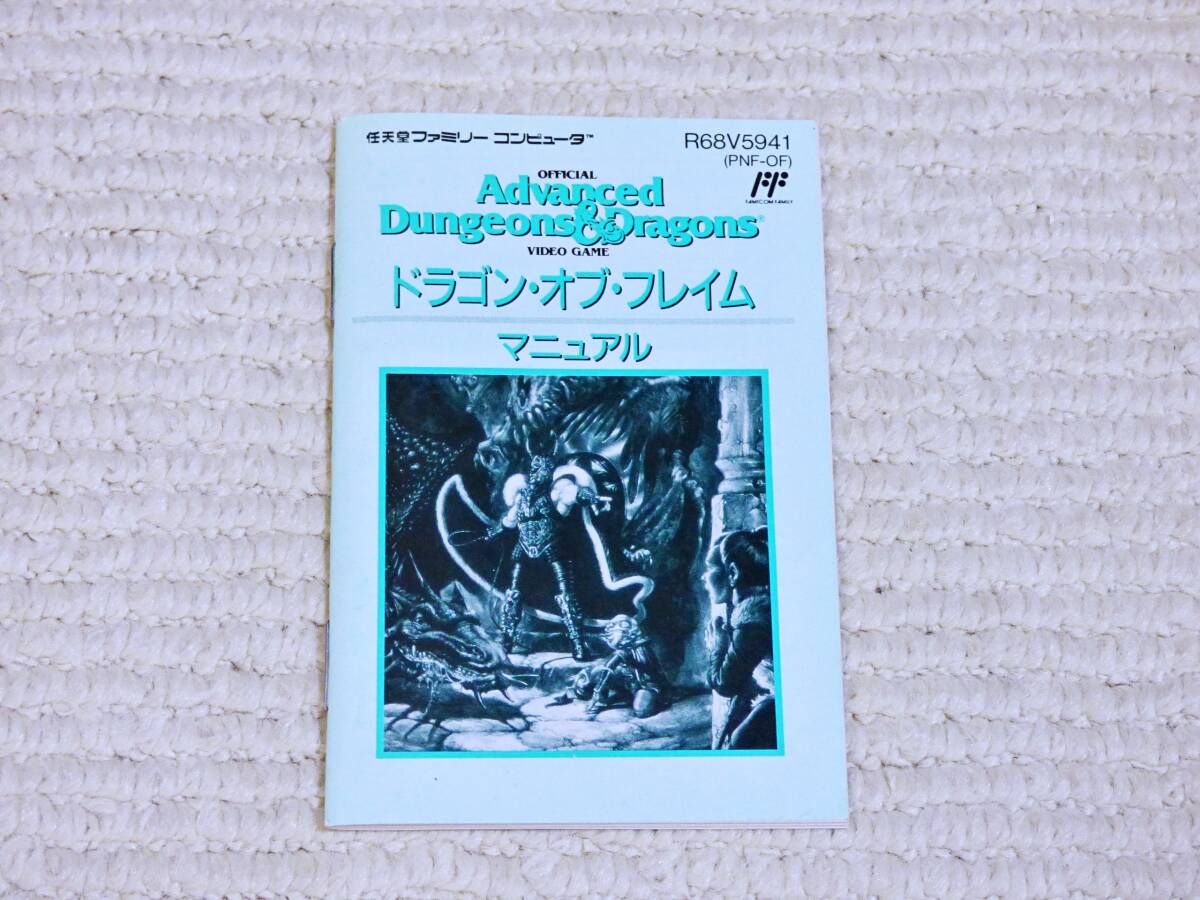 任天堂ファミリーコンピュータ™
R68V5941
(PNF-OF)
FAMICOM FAMILY
OFFICIAL
Advanced
Dungeons & Dragons®
VIDEO GAME
ドラゴン・オブ・フレイム
マニュアル